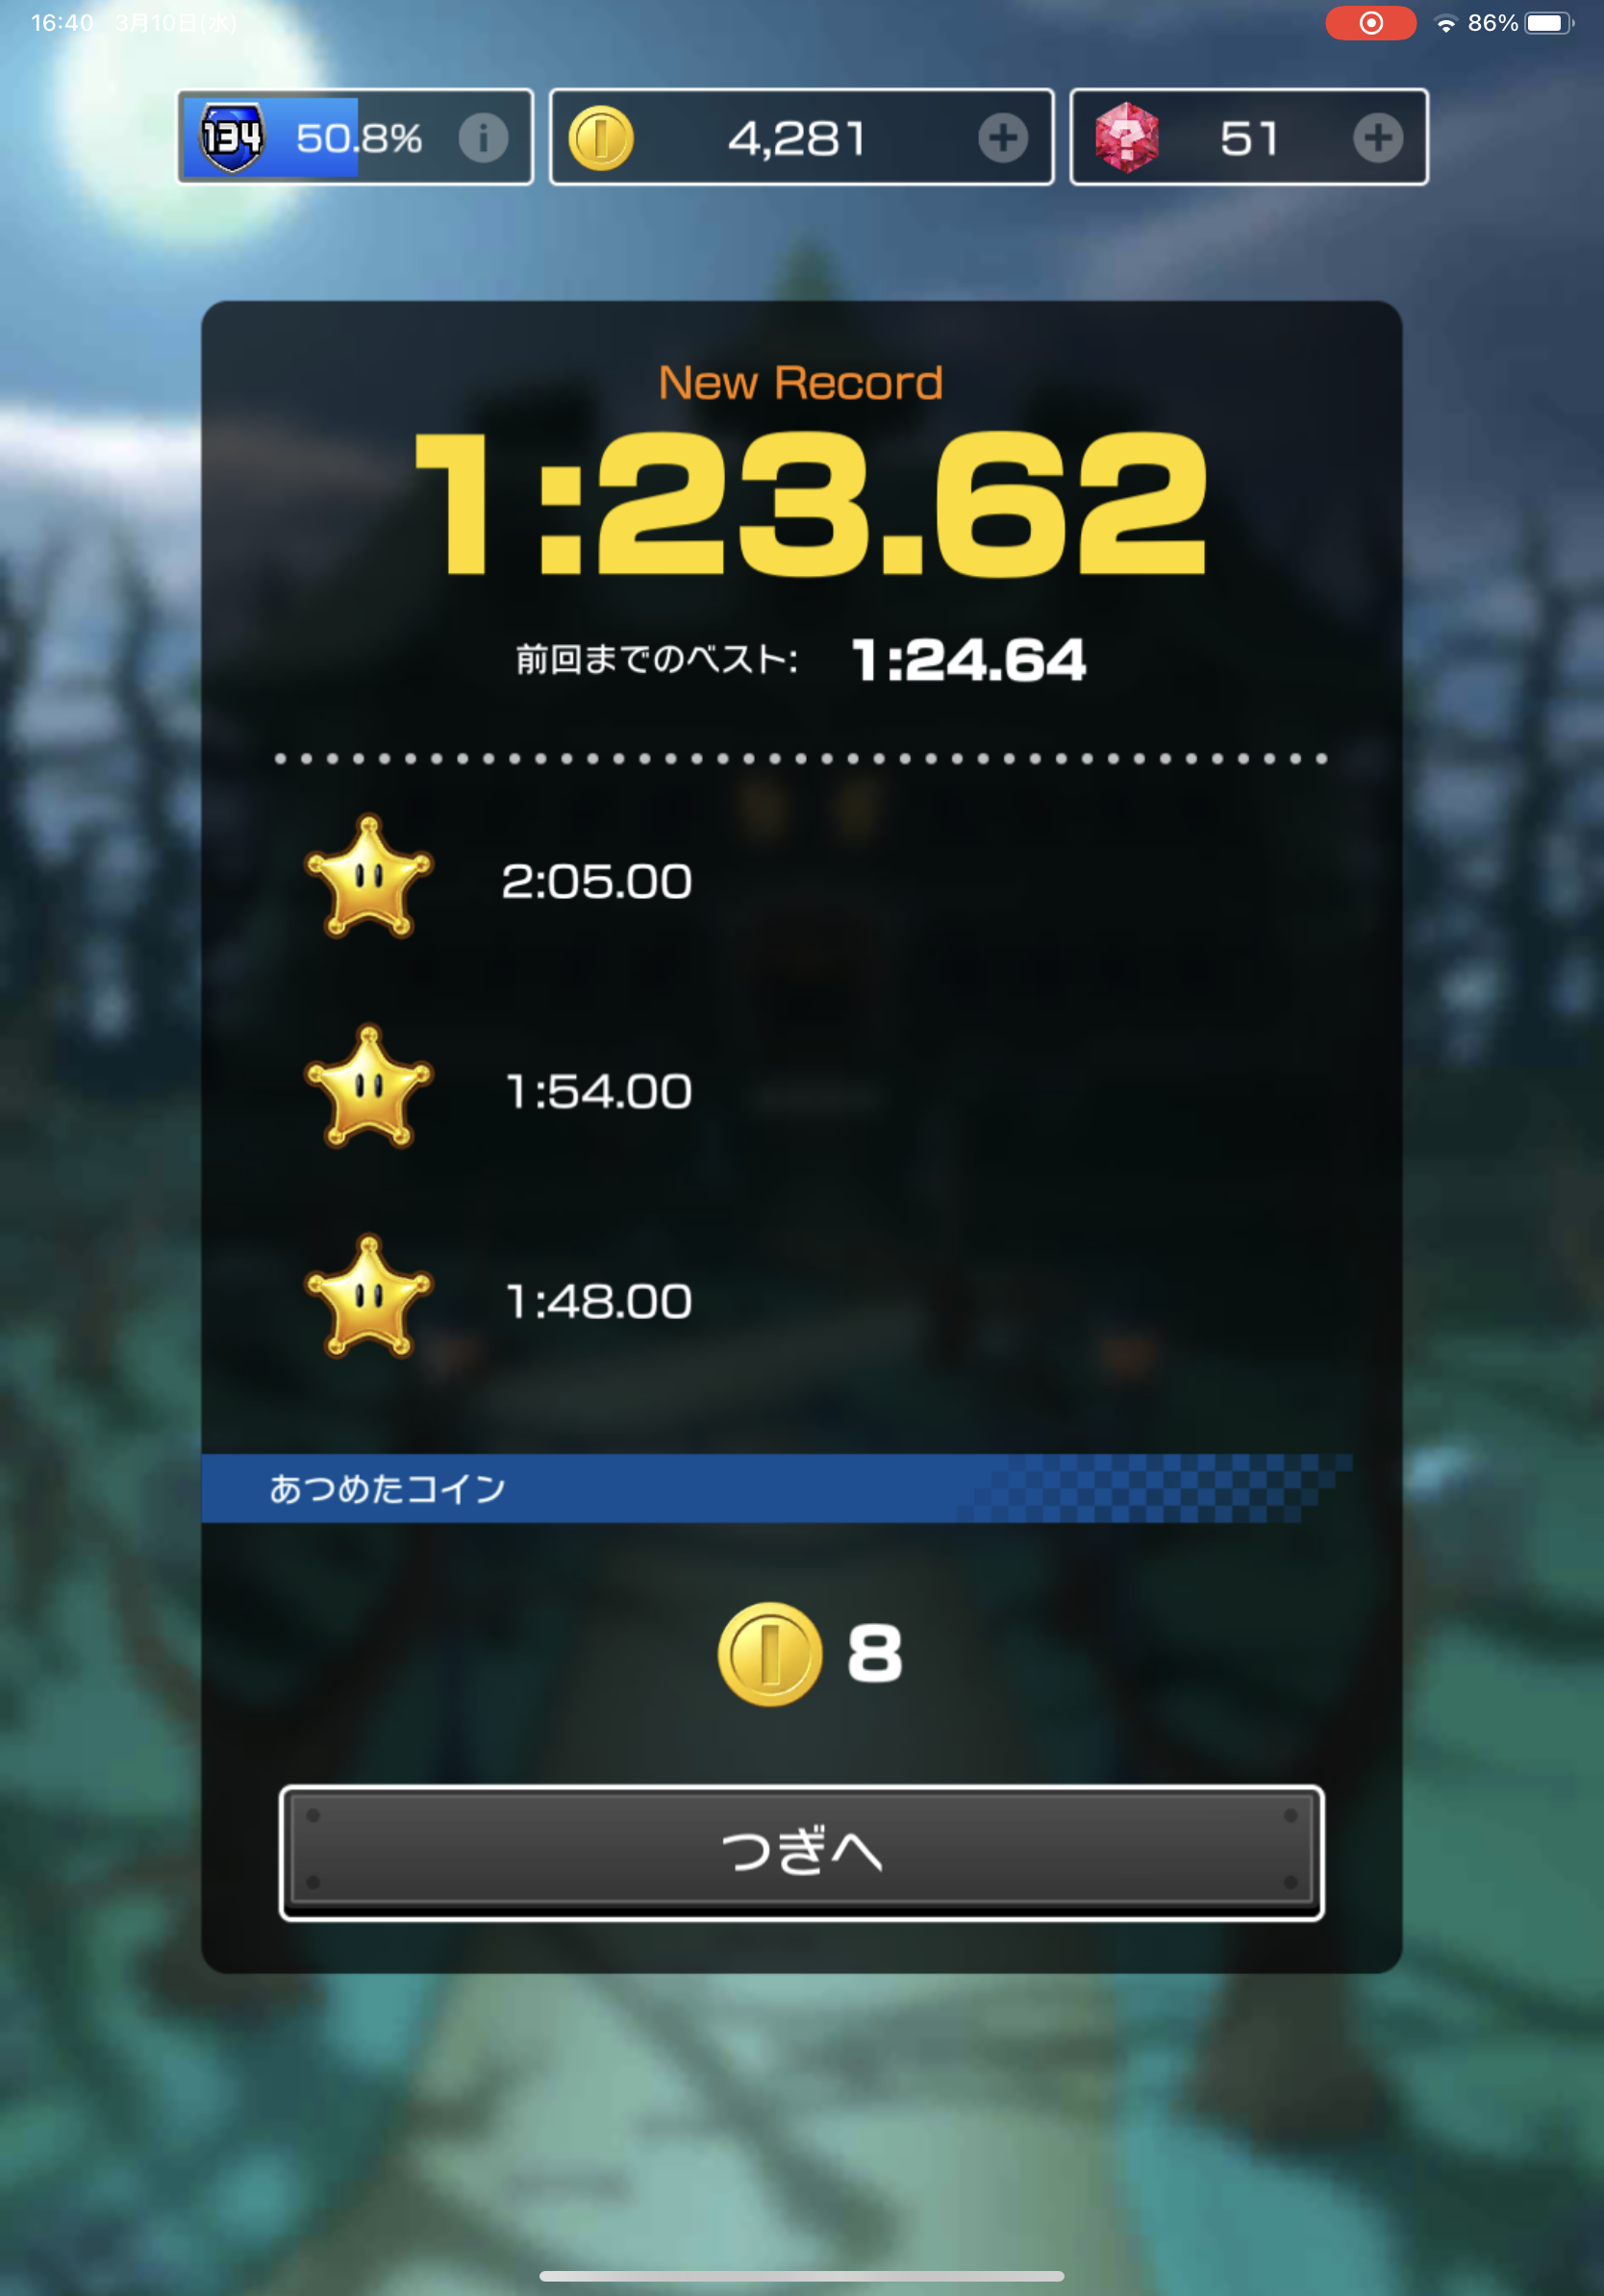 16:40 3月10日(水) 86%
134 50.8% 4,281 51
New Record
1:23.62
前回までのベスト: 1:24.64
2:05.00
1:54.00
1:48.00
あつめたコイン
8
つぎへ